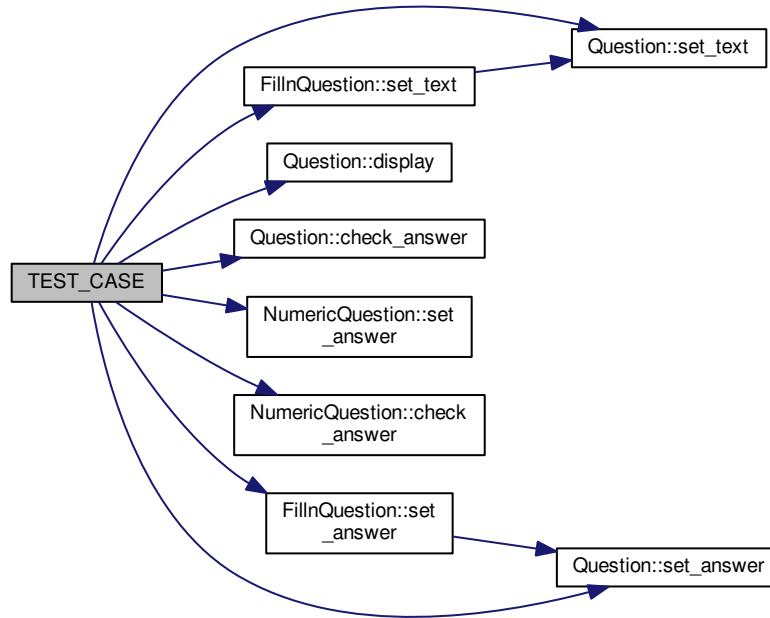 Question::set_text
FillnQuestion::set_text
Question::display
Question::check_answer
TEST_CASE
NumericQuestion::set
_answer
NumericQuestion::check
_answer
FillnQuestion::set
_answer
Question::set_answer